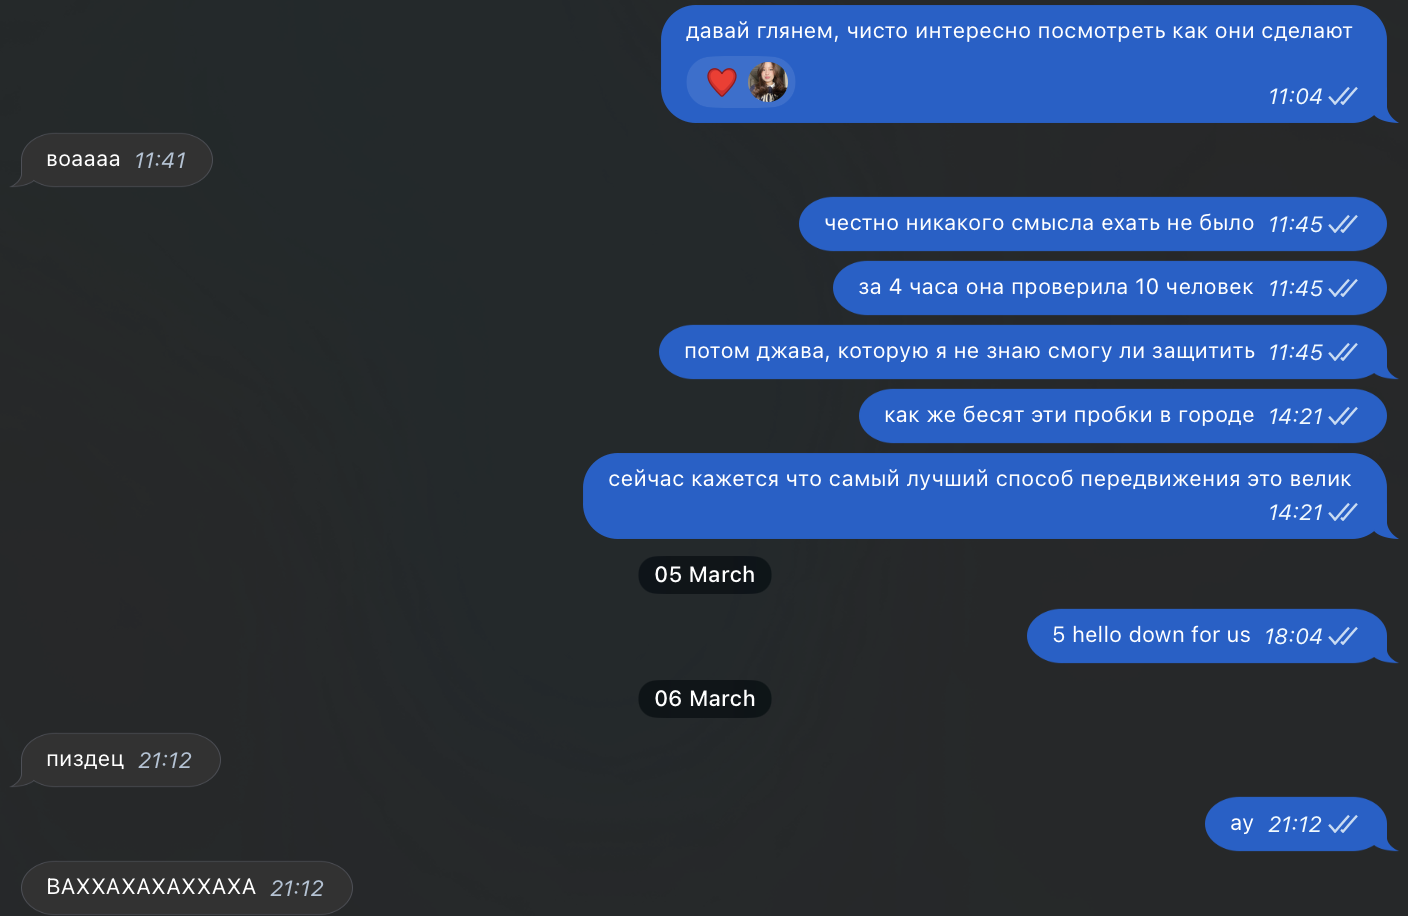 давай глянем, чисто интересно посмотреть как они сделают
11:04
воаааа 11:41
честно никакого смысла ехать не было 11:45
за 4 часа она проверила 10 человек 11:45
потом джава, которую я не знаю смогу ли защитить 11:45
как же бесят эти пробки в городе 14:21
сейчас кажется что самый лучший способ передвижения это велик
14:21
05 March
5 hello down for us 18:04
06 March
пиздец 21:12
ау 21:12
ВАХХАХАХАХХАХА 21:12